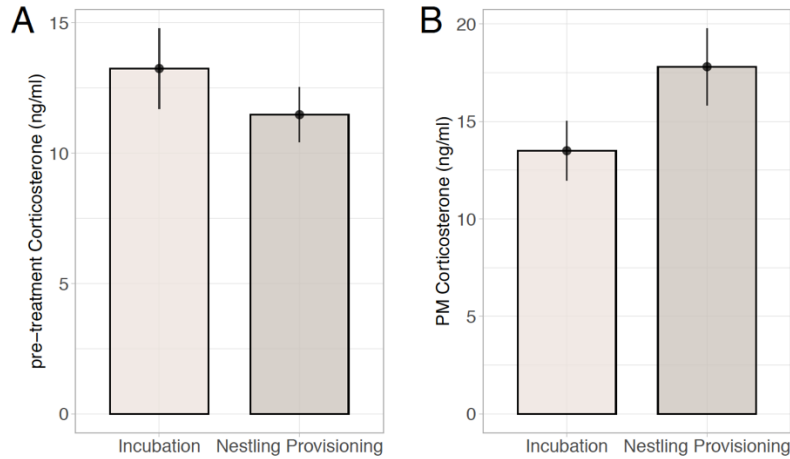 A
pre-treatment Corticosterone (ng/ml)
15
10
5
0
Incubation
Nestling Provisioning
B
PM Corticosterone (ng/ml)
20
15
10
5
0
Incubation
Nestling Provisioning